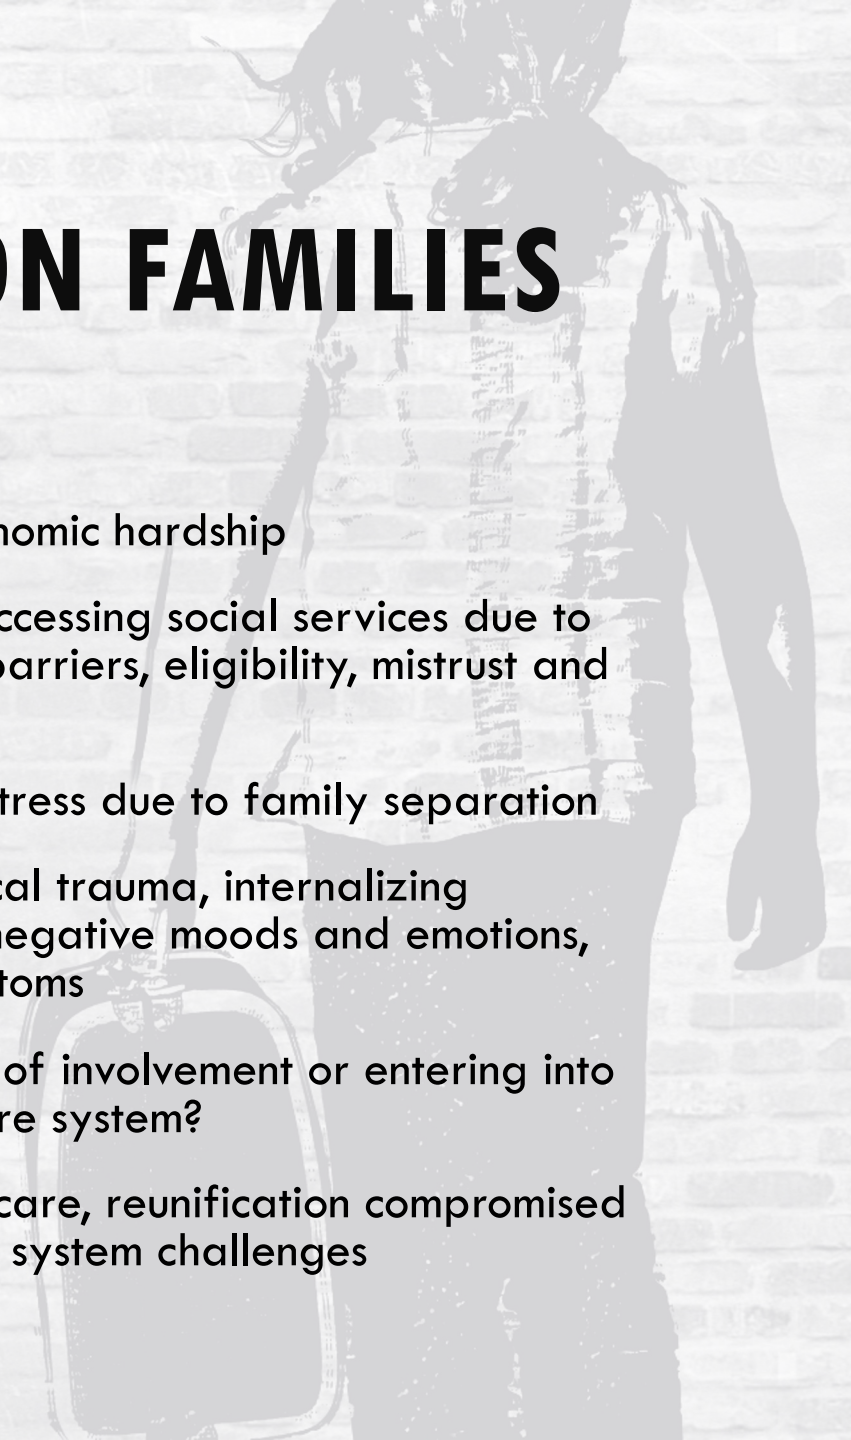 ON FAMILIES
nomic hardship
ccessing social services due to
barriers, eligibility, mistrust and
tress due to family separation
cal trauma, internalizing
negative moods and emotions,
toms
of involvement or entering into
re system?
care, reunification compromised
system challenges